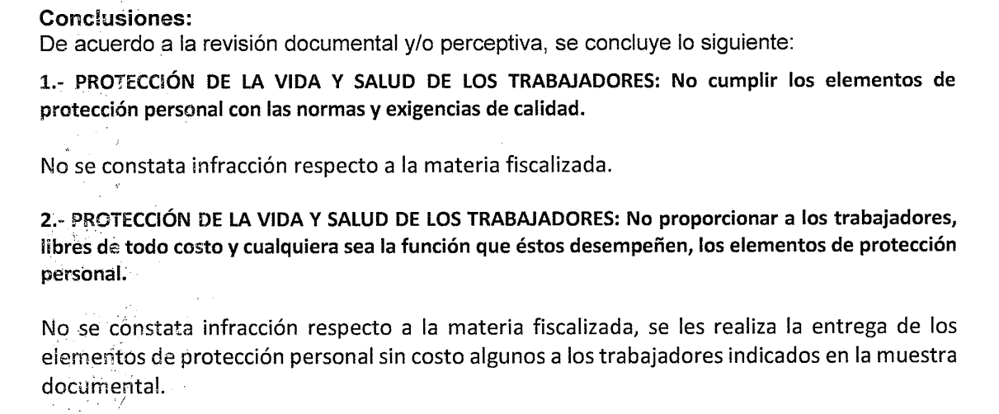 Conclusiones:
De acuerdo a la revisión documental y/o perceptiva, se concluye lo siguiente:
1.- PROTECCIÓN DE LA VIDA Y SALUD DE LOS TRABAJADORES: No cumplir los elementos de
protección personal con las normas y exigencias de calidad.
No se constata infracción respecto a la materia fiscalizada.
2.- PROTECCIÓN DE LA VIDA Y SALUD DE LOS TRABAJADORES: No proporcionar a los trabajadores,
libres de todo costo y cualquiera sea la función que éstos desempeñen, los elementos de protección
personal.
No se constata infracción respecto a la materia fiscalizada, se les realiza la entrega de los
elementos de protección personal sin costo algunos a los trabajadores indicados en la muestra
documental.